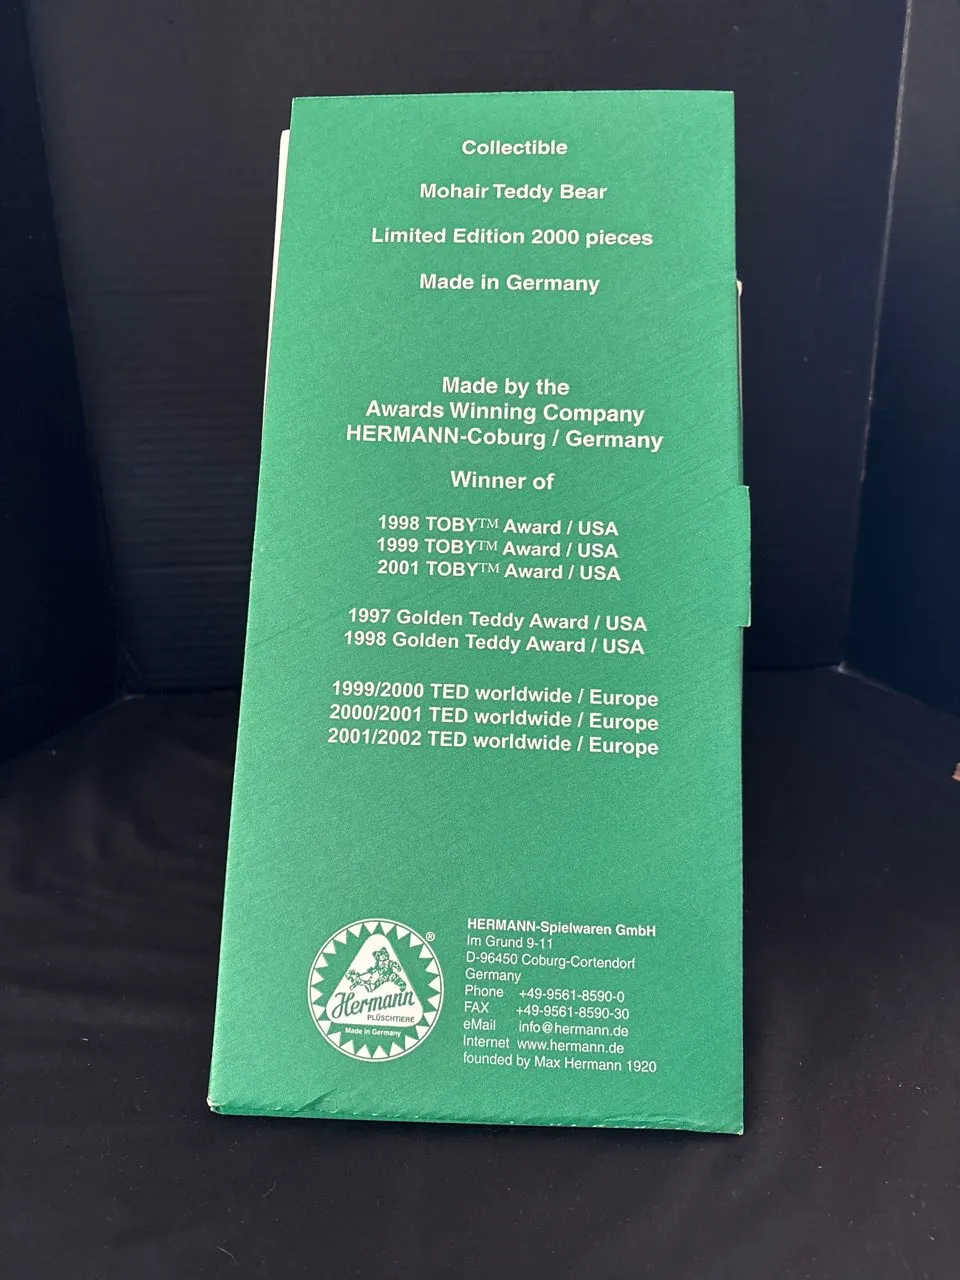 Collectible
Mohair Teddy Bear
Limited Edition 2000 pieces
Made in Germany
Made by the
Awards Winning Company
HERMANN-Coburg / Germany
Winner of
1998 TOBY™ Award / USA
1999 TOBY™ Award / USA
2001 TOBY™ Award / USA
1997 Golden Teddy Award / USA
1998 Golden Teddy Award / USA
1999/2000 TED worldwide / Europe
2000/2001 TED worldwide / Europe
2001/2002 TED worldwide / Europe
®
Hermann
PLÜSCHTIERE
Made in Germany
HERMANN-Spielwaren GmbH
Im Grund 9-11
D-96450 Coburg-Cortendorf
Germany
Phone +49-9561-8590-0
FAX +49-9561-8590-30
eMail info@hermann.de
Internet www.hermann.de
founded by Max Hermann 1920